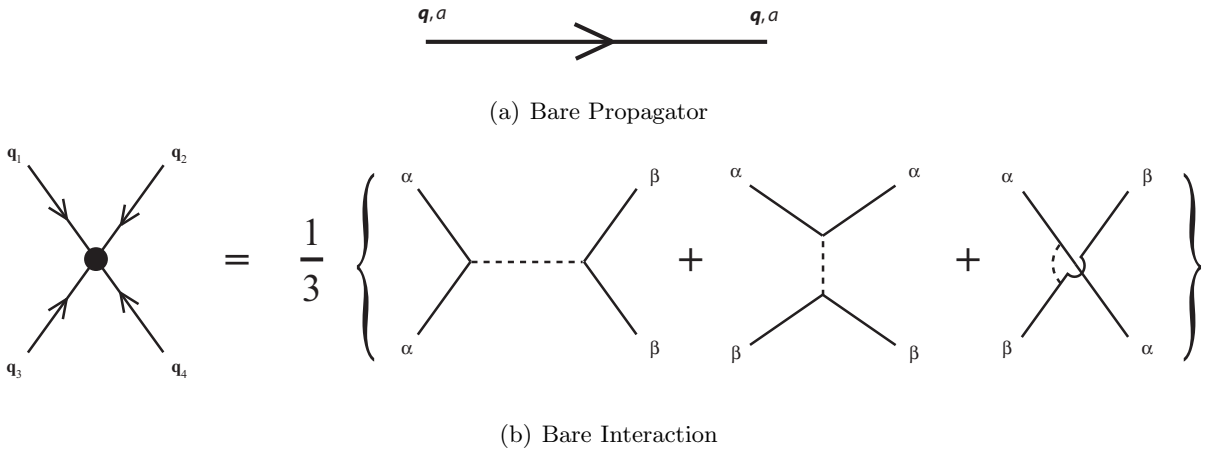 q,a q,a
(a) Bare Propagator
q1 q2 α β α α α β
= 1/3 { + + }
q3 q4 α β β β β α
(b) Bare Interaction